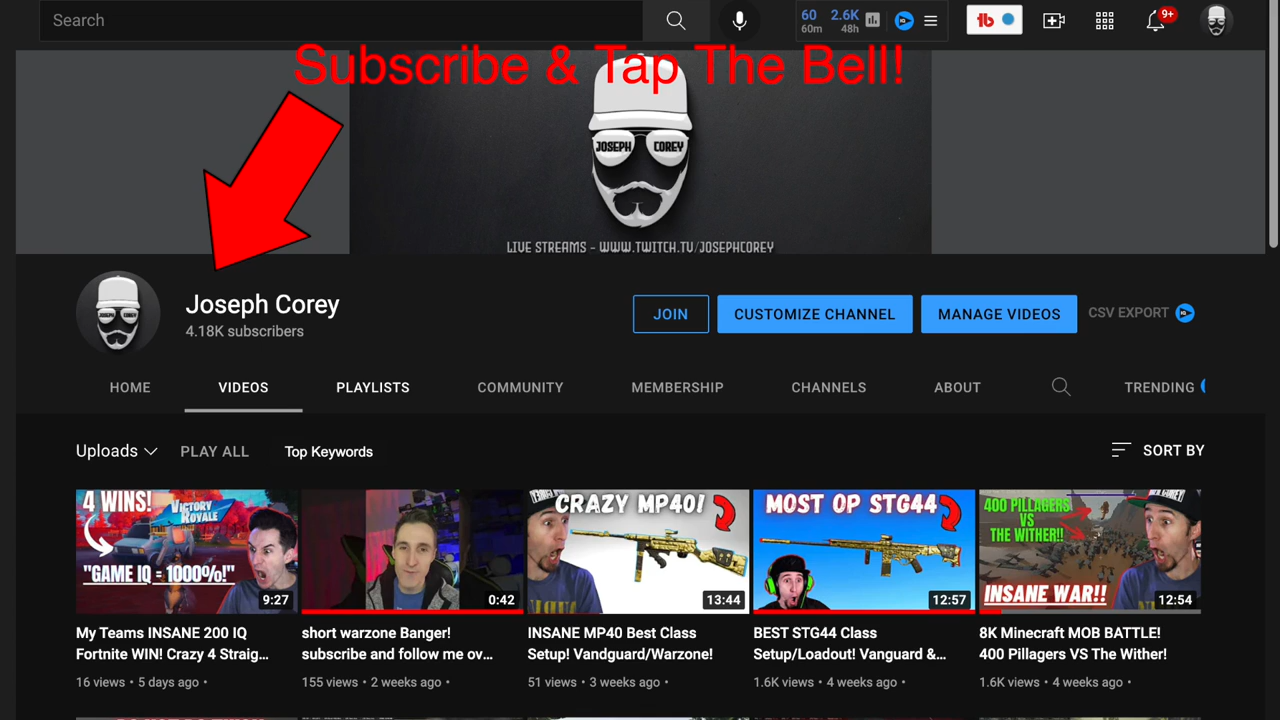 Search
60 2.6K
60m 48h
9+
Subscribe & Tap The Bell!
JOSEPH COREY
LIVE STREAMS - WWW.TWITCH.TV/JOSEPHCOREY
Joseph Corey
4.18K subscribers
JOIN
CUSTOMIZE CHANNEL
MANAGE VIDEOS
CSV EXPORT
HOME VIDEOS PLAYLISTS COMMUNITY MEMBERSHIP CHANNELS ABOUT TRENDING
Uploads PLAY ALL Top Keywords SORT BY
4 WINS!
VICTORY ROYALE
"GAME IQ = 1000%!"
9:27
0:42
CRAZY MP40!
13:44
MOST OP STG44
12:57
400 PILLAGERS
VS
THE WITHER!!
INSANE WAR!!
12:54
My Teams INSANE 200 IQ
Fortnite WIN! Crazy 4 Straig...
16 views • 5 days ago •
short warzone Banger!
subscribe and follow me ov...
155 views • 2 weeks ago •
INSANE MP40 Best Class
Setup! Vandguard/Warzone!
51 views • 3 weeks ago •
BEST STG44 Class
Setup/Loadout! Vanguard &...
1.6K views • 4 weeks ago •
8K Minecraft MOB BATTLE!
400 Pillagers VS The Wither!
1.6K views • 4 weeks ago •